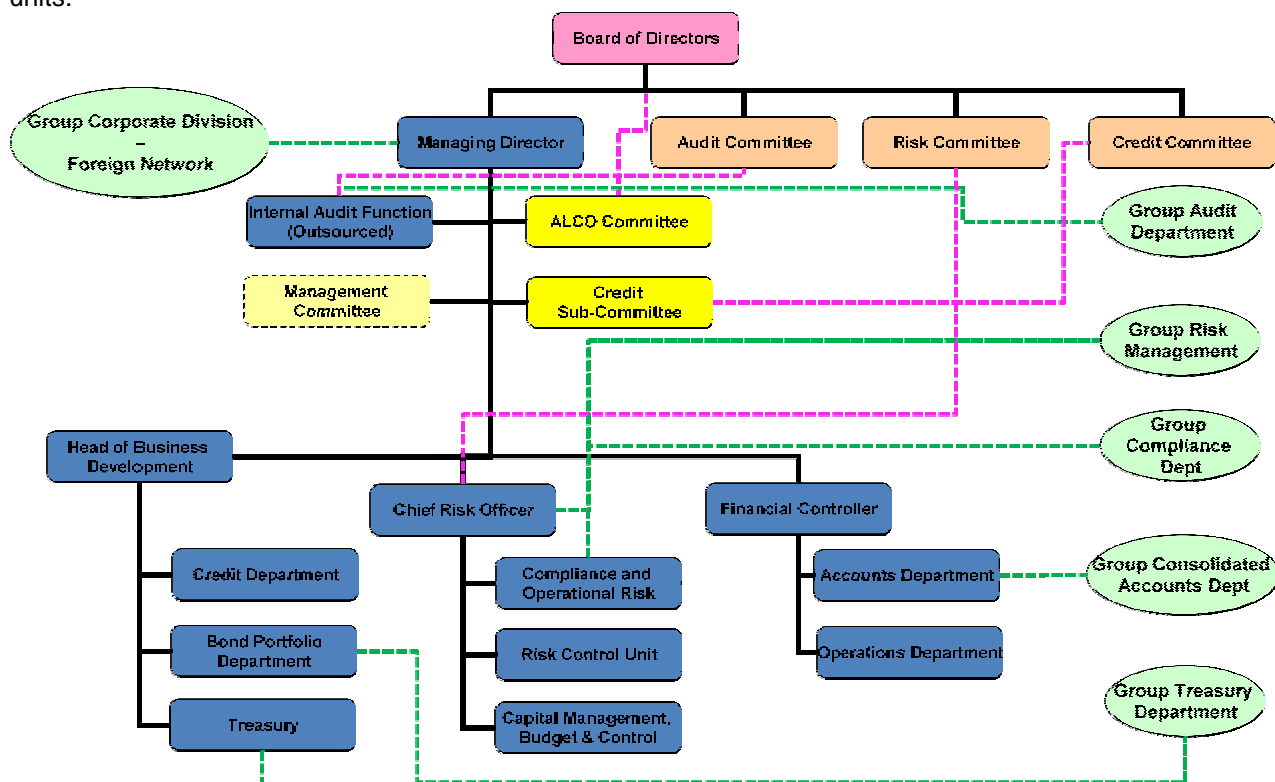 units.
Board of Directors
Group Corporate Division
–
Foreign Network
Managing Director
Audit Committee
Risk Committee
Credit Committee
Internal Audit Function
(Outsourced)
ALCO Committee
Group Audit
Department
Management
Committee
Credit
Sub-Committee
Group Risk
Management
Head of Business
Development
Group
Compliance
Dept
Chief Risk Officer
Financial Controller
Credit Department
Compliance and
Operational Risk
Accounts Department
Group Consolidated
Accounts Dept
Bond Portfolio
Department
Risk Control Unit
Operations Department
Treasury
Capital Management,
Budget & Control
Group Treasury
Department